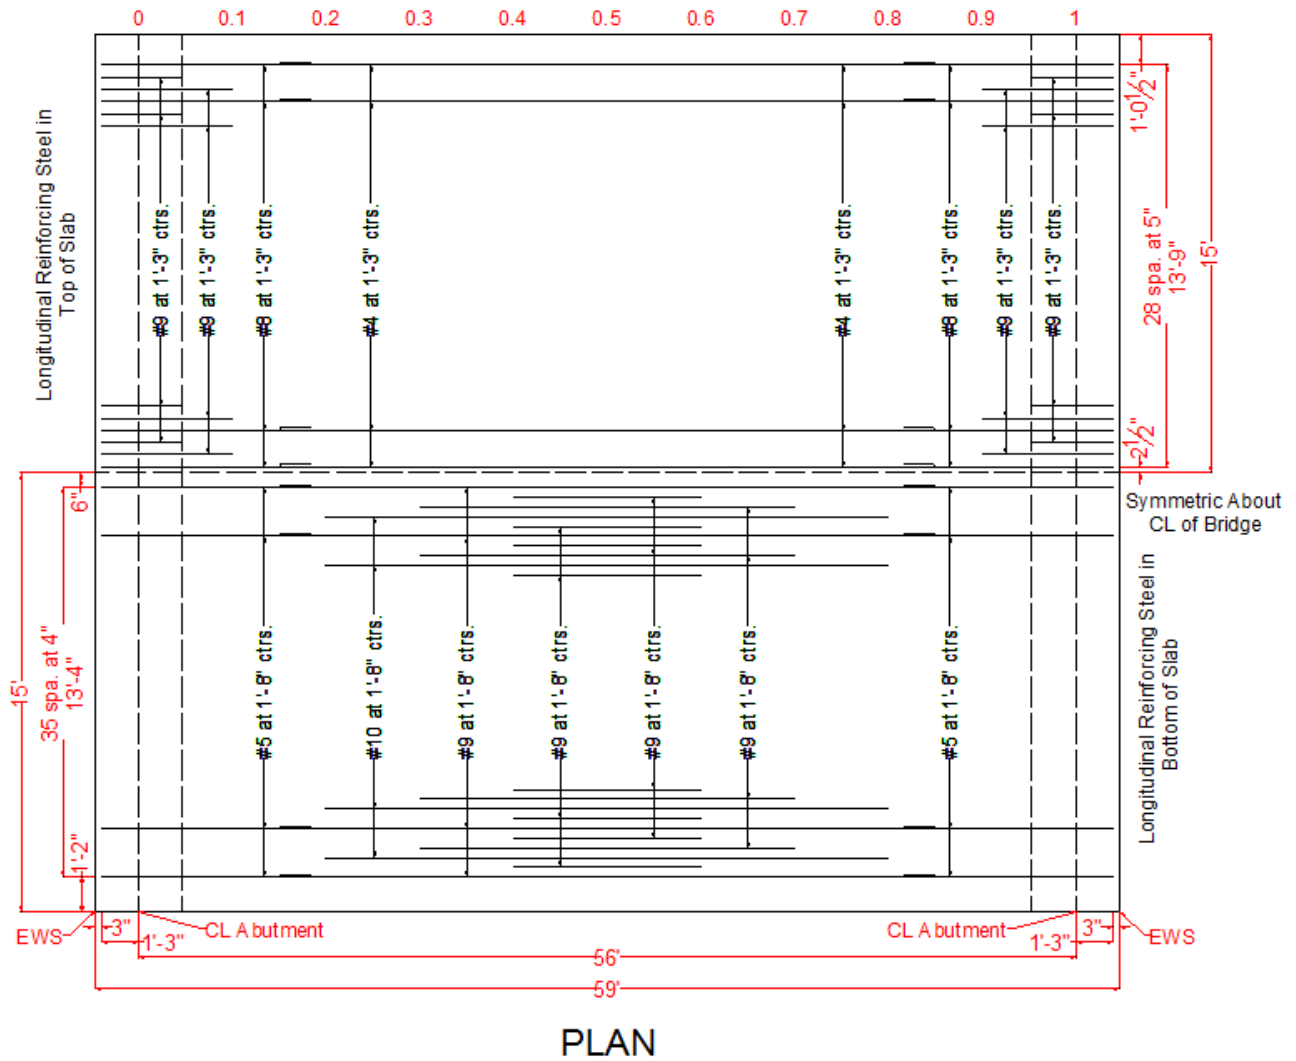 0 0.1 0.2 0.3 0.4 0.5 0.6 0.7 0.8 0.9 1
Longitudinal Reinforcing Steel in
Top of Slab
#9 at 1'-3" ctrs.
#9 at 1'-3" ctrs.
#8 at 1'-3" ctrs.
#4 at 1'-3" ctrs.
#4 at 1'-3" ctrs.
#8 at 1'-3" ctrs.
#9 at 1'-3" ctrs.
#9 at 1'-3" ctrs.
1'-0 1/2"
28 spa. at 5"
13'-9"
15'
2 1/2"
Symmetric About
CL of Bridge
6"
35 spa. at 4"
13'-4"
15'
1'-2"
#5 at 1'-8" ctrs.
#10 at 1'-8" ctrs.
#9 at 1'-8" ctrs.
#9 at 1'-8" ctrs.
#9 at 1'-8" ctrs.
#9 at 1'-8" ctrs.
#5 at 1'-8" ctrs.
Longitudinal Reinforcing Steel in
Bottom of Slab
EWS
3"
1'-3"
CL Abutment
CL Abutment
1'-3"
3"
EWS
56'
59'
PLAN